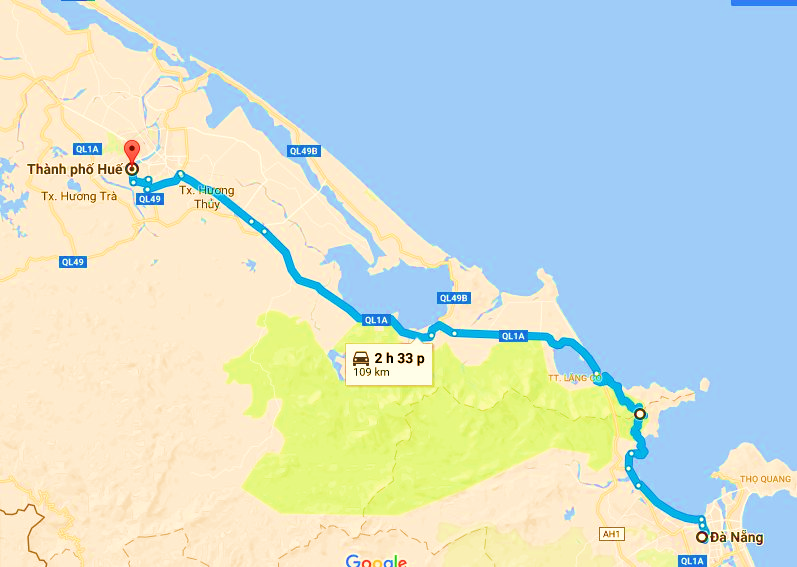 QL1A
QL49B
Thành phố Huế
Tx. Hương Trà
QL49
Tx. Hương
Thủy
QL49
QL49B
QL1A
QL1A
2 h 33 p
109 km
TT. LĂNG CÔ
THỌ QUANG
AH1
Đà Nẵng
QL1A
Google